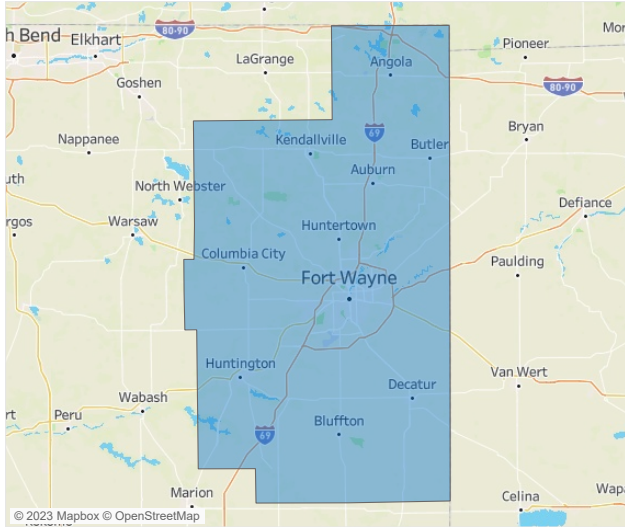 h Bend
Elkhart
80-90
Mor
Pioneer
LaGrange
Angola
Goshen
80-90
69
Bryan
Nappanee
Kendallville
Butler
Auburn
uth
North Webster
Defiance
rgos
Warsaw
Huntertown
Columbia City
Paulding
Fort Wayne
Huntington
Van Wert
Decatur
Wabash
rt
Peru
Bluffton
69
Marion
Celina
Wapa
© 2023 Mapbox © OpenStreetMap